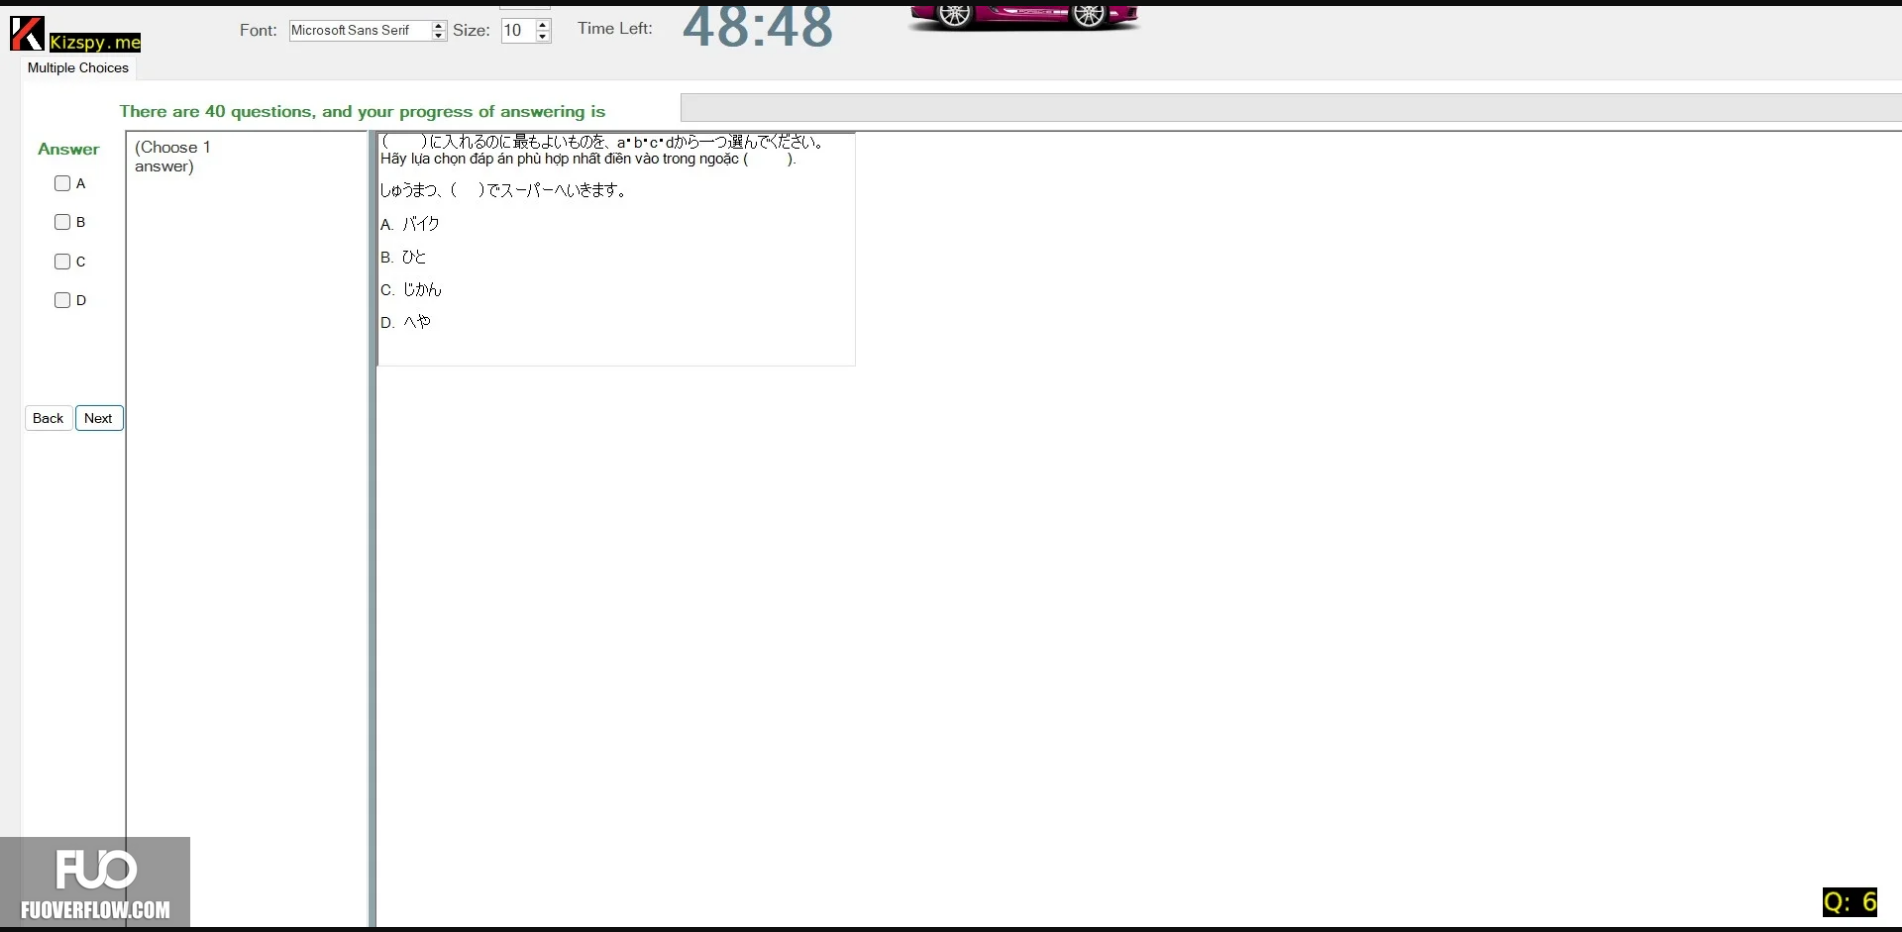 Kizspy.me
Font: Microsoft Sans Serif Size: 10 Time Left: 48:48
Multiple Choices
There are 40 questions, and your progress of answering is
Answer
A
B
C
D
Back Next
(Choose 1
answer)
(　　)に入れるのに最もよいものを、a・b・c・dから一つ選んでください。
Hãy lựa chọn đáp án phù hợp nhất điền vào trong ngoặc (      ).
しゅうまつ、(　)でスーパーへいきます。
A. バイク
B. ひと
C. じかん
D. へや
FUO
FUOVERFLOW.COM
Q: 6